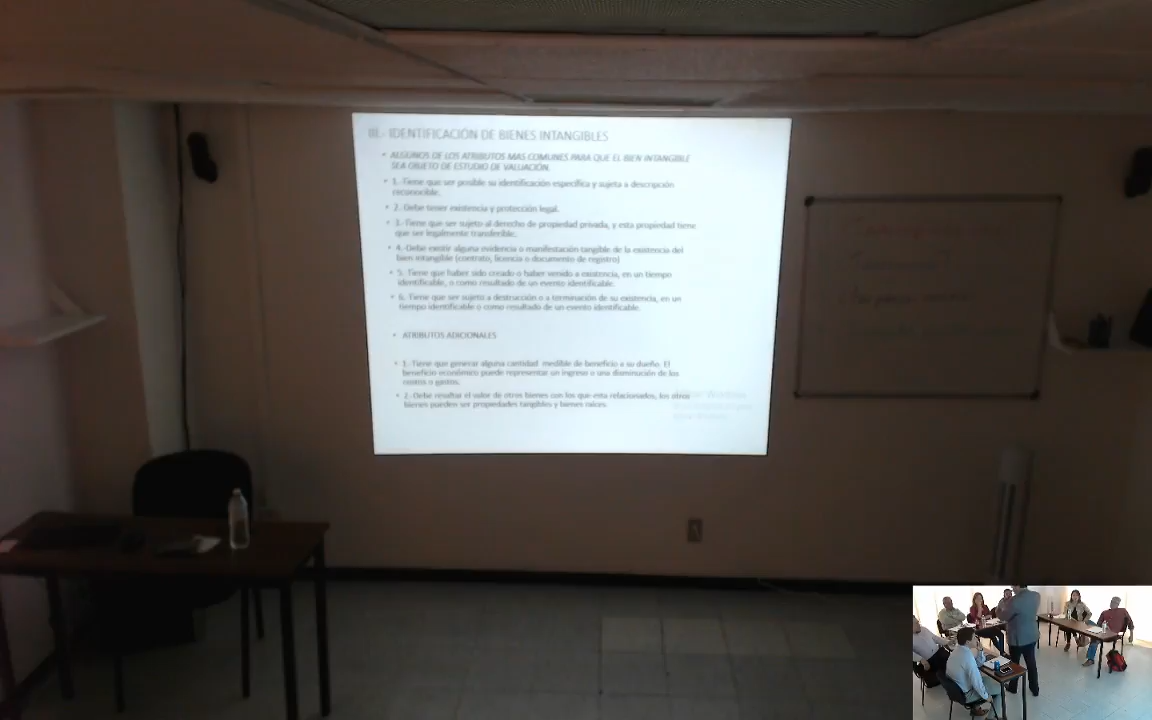 III.- IDENTIFICACIÓN DE BIENES INTANGIBLES
• ALGUNOS DE LOS ATRIBUTOS MAS COMUNES PARA QUE EL BIEN INTANGIBLE
SEA OBJETO DE ESTUDIO DE VALUACIÓN.
• 1.-Tiene que ser posible su identificación específica y sujeta a descripción
reconocible.
• 2. Debe tener existencia y protección legal.
• 3.-Tiene que ser sujeto al derecho de propiedad privada, y esta propiedad tiene
que ser legalmente transferible.
• 4.-Debe existir alguna evidencia o manifestación tangible de la existencia del
bien intangible (contrato, licencia o documento de registro)
• 5. Tiene que haber sido creado o haber venido a existencia, en un tiempo
identificable, o como resultado de un evento identificable.
• 6. Tiene que ser sujeto a destrucción o a terminación de su existencia, en un
tiempo identificable o como resultado de un evento identificable.
• ATRIBUTOS ADICIONALES
• 1.-Tiene que generar alguna cantidad medible de beneficio a su dueño. El
beneficio económico puede representar un ingreso o una disminución de los
costos o gastos.
• 2.-Debe resaltar el valor de otros bienes con los que esta relacionados, los otros
bienes pueden ser propiedades tangibles y bienes raíces.